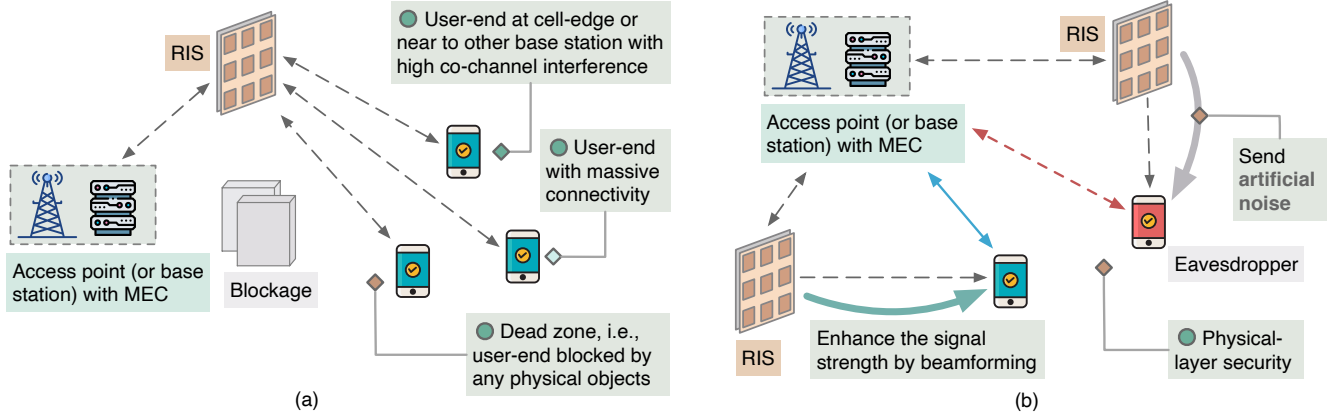 RIS
User-end at cell-edge or
near to other base station with
high co-channel interference
User-end
with massive
connectivity
Access point (or base
station) with MEC
Blockage
Dead zone, i.e.,
user-end blocked by
any physical objects
(a)
RIS
Access point (or base
station) with MEC
Send
artificial
noise
Eavesdropper
RIS
Enhance the signal
strength by beamforming
Physical-
layer security
(b)